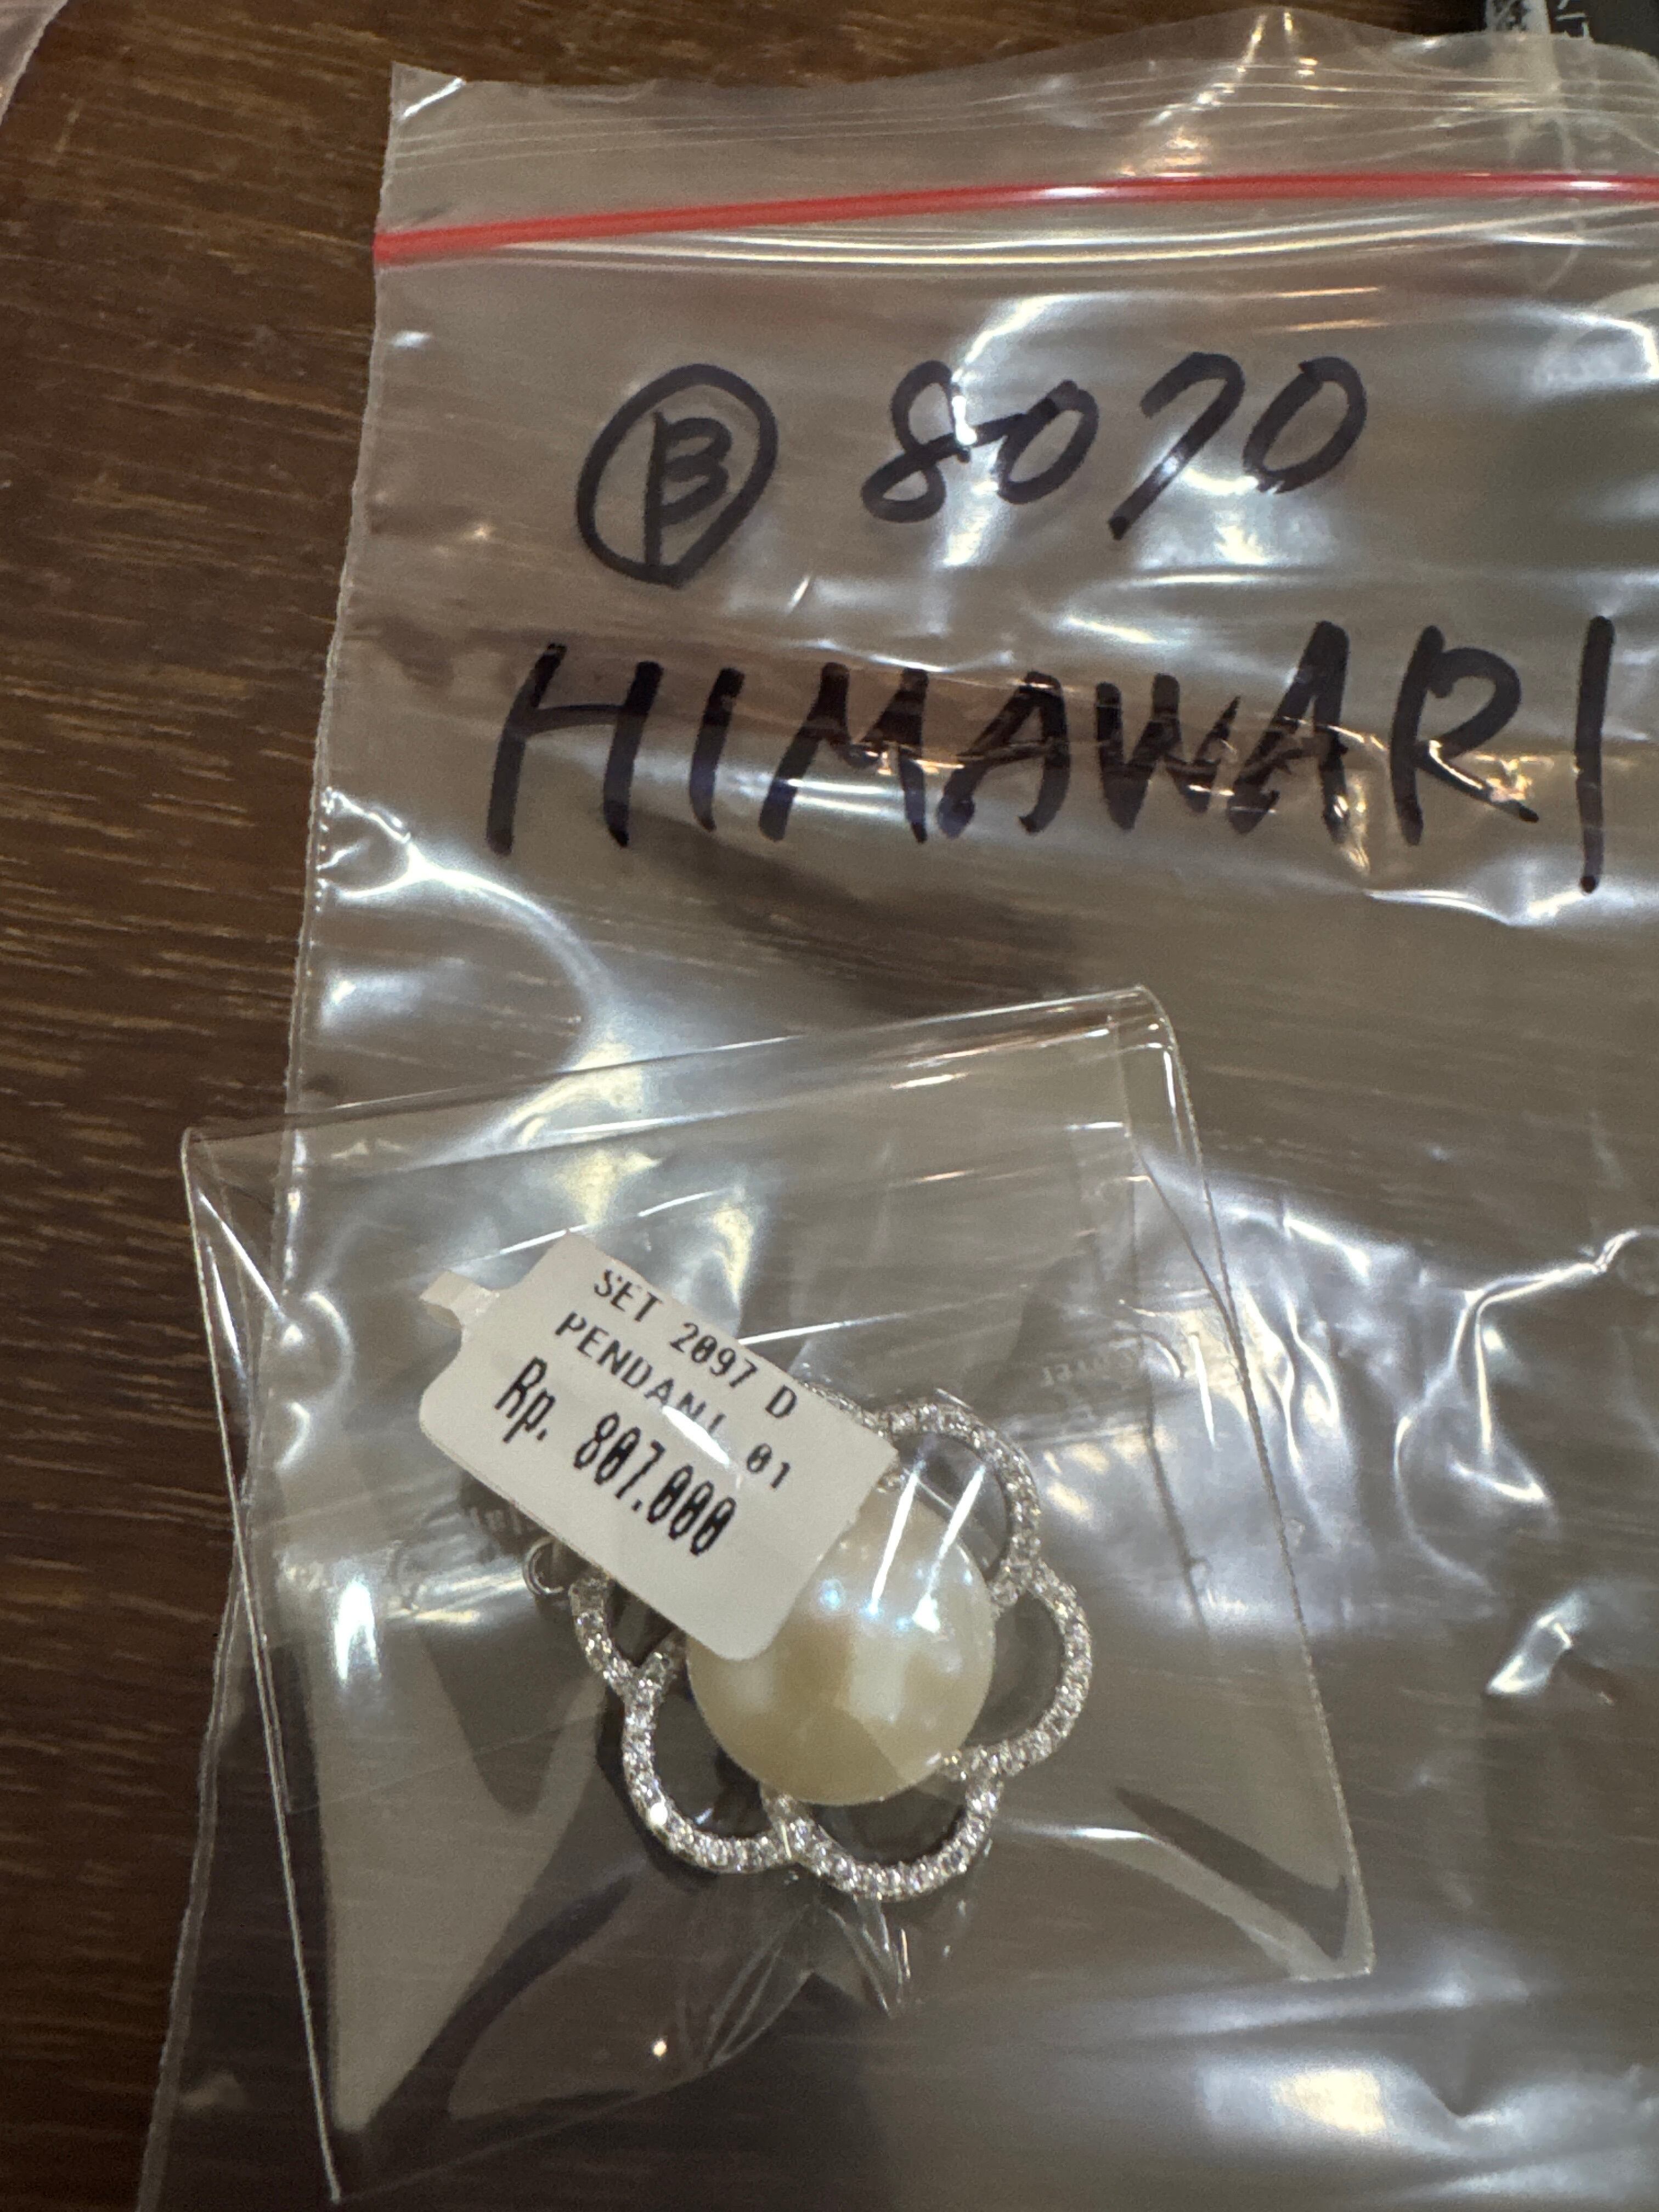 Ⓑ 8070
HIMAWARI
SET 2097 D
PENDANT 01
Rp. 807.000